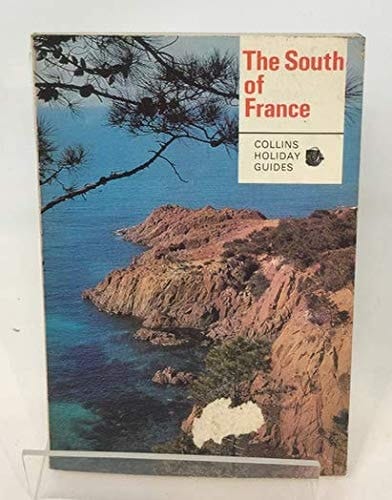 The South
of
France
COLLINS
HOLIDAY
GUIDES